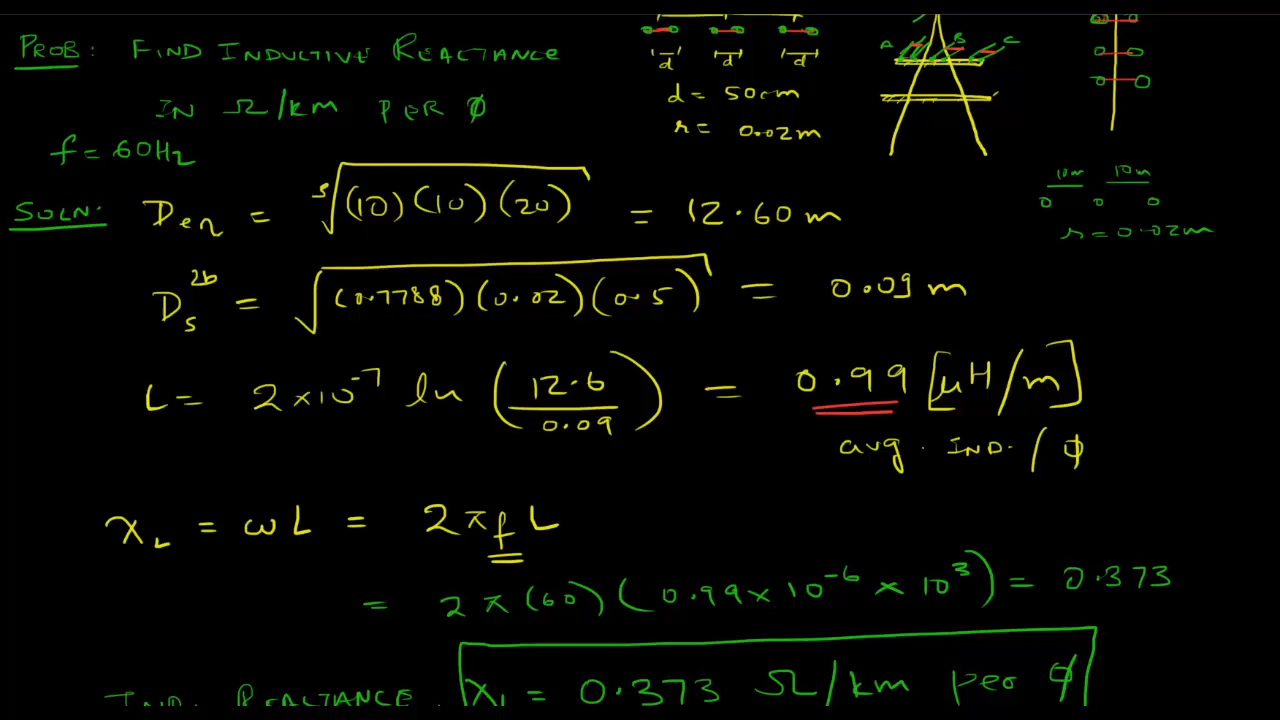 PROB: FIND INDUCTIVE REACTANCE
IN Ω/km PER ϕ
f = 60Hz
d d d
d = 50cm
r = 0.02m
A B C
10m 10m
r = 0.02m
SOLN: Deq = ∛(10)(10)(20) = 12.60 m
Ds^2b = √(0.7788)(0.02)(0.5) = 0.09 m
L = 2×10^-7 ln (12.6/0.09) = 0.99 [μH/m]
avg. IND./ϕ
XL = ωL = 2πfL
= 2π(60)(0.99×10^-6 × 10^3) = 0.373
IND. REACTANCE XL = 0.373 Ω/km per ϕ